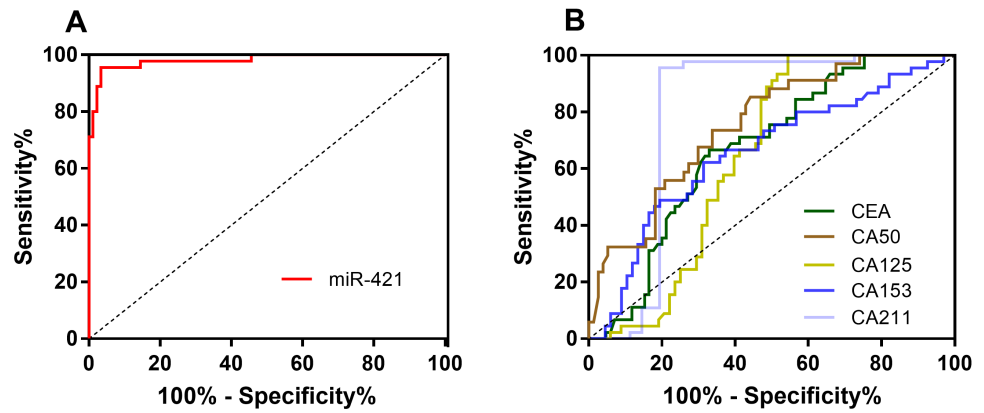 A
Sensitivity%
100
80
60
40
20
0
miR-421
0 20 40 60 80 100
100% - Specificity%
B
Sensitivity%
100
80
60
40
20
0
CEA
CA50
CA125
CA153
CA211
0 20 40 60 80 100
100% - Specificity%